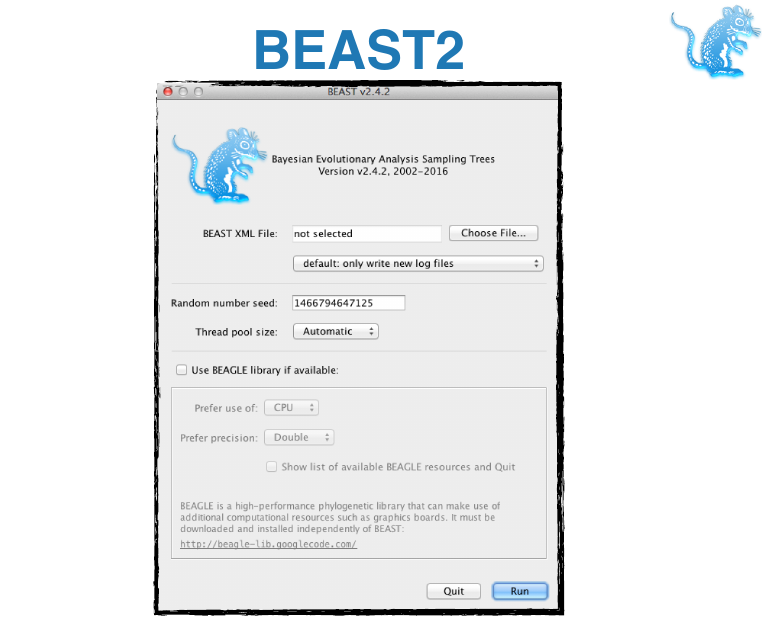 BEAST2
BEAST v2.4.2
Bayesian Evolutionary Analysis Sampling Trees
Version v2.4.2, 2002–2016
BEAST XML File: not selected Choose File...
default: only write new log files
Random number seed: 1466794647125
Thread pool size: Automatic
Use BEAGLE library if available:
Prefer use of: CPU
Prefer precision: Double
Show list of available BEAGLE resources and Quit
BEAGLE is a high-performance phylogenetic library that can make use of
additional computational resources such as graphics boards. It must be
downloaded and installed independently of BEAST:
http://beagle-lib.googlecode.com/
Quit Run